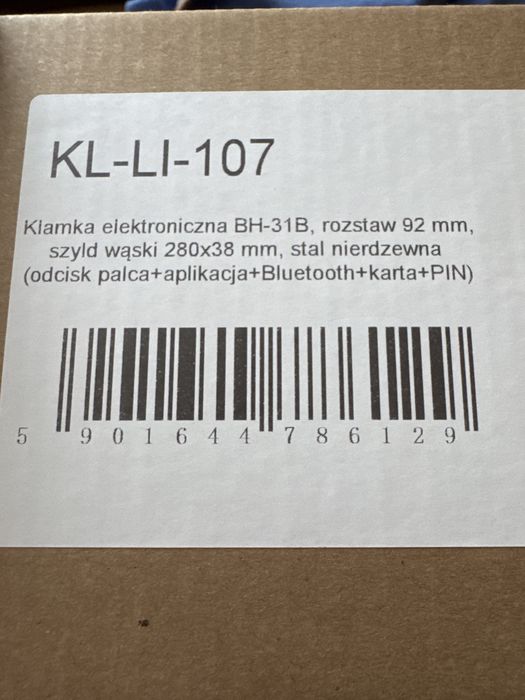 KL-LI-107
Klamka elektroniczna BH-31B, rozstaw 92 mm,
szyld wąski 280x38 mm, stal nierdzewna
(odcisk palca+aplikacja+Bluetooth+karta+PIN)
5 901644 786129